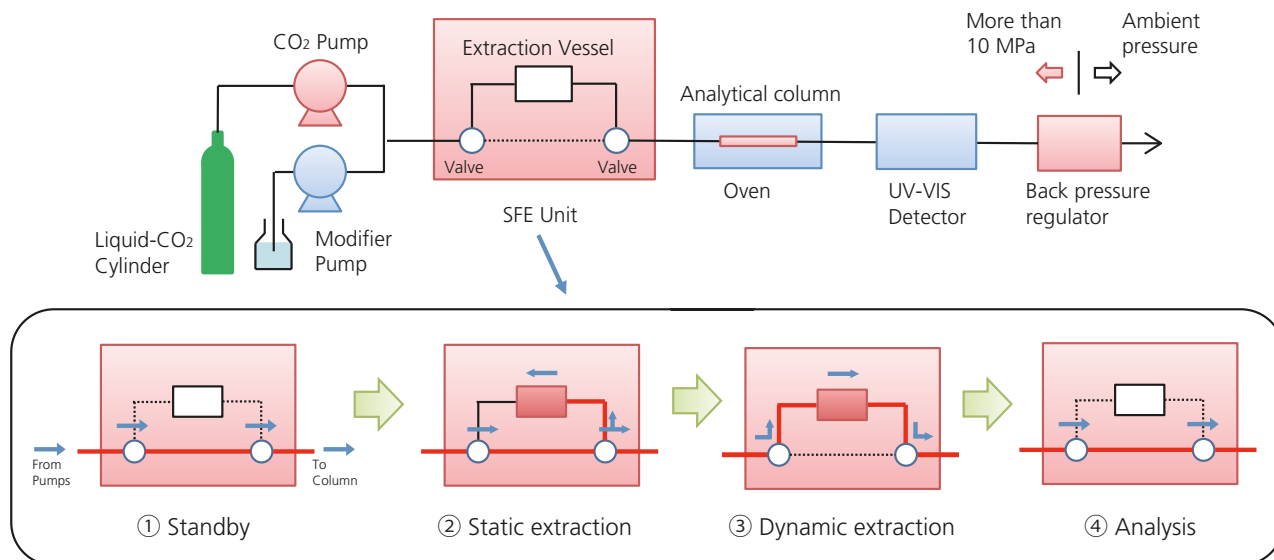 CO₂ Pump
Extraction Vessel
More than
10 MPa
Ambient
pressure
Analytical column
Valve
Valve
Oven
UV-VIS
Detector
Back pressure
regulator
Liquid-CO₂
Cylinder
Modifier
Pump
SFE Unit
From
Pumps
To
Column
① Standby
② Static extraction
③ Dynamic extraction
④ Analysis